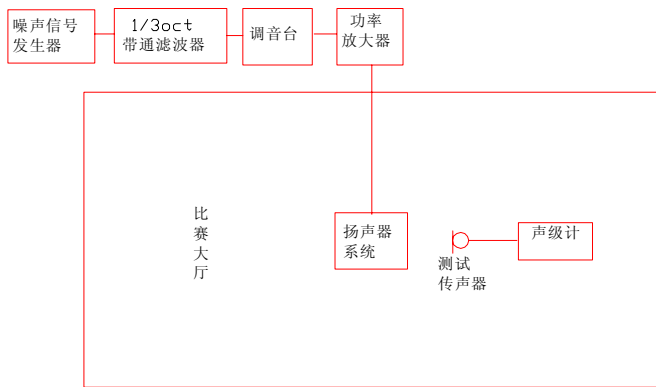 噪声信号
发生器
1/3oct
带通滤波器
调音台
功率
放大器
比
赛
大
厅
扬声器
系统
测试
传声器
声级计